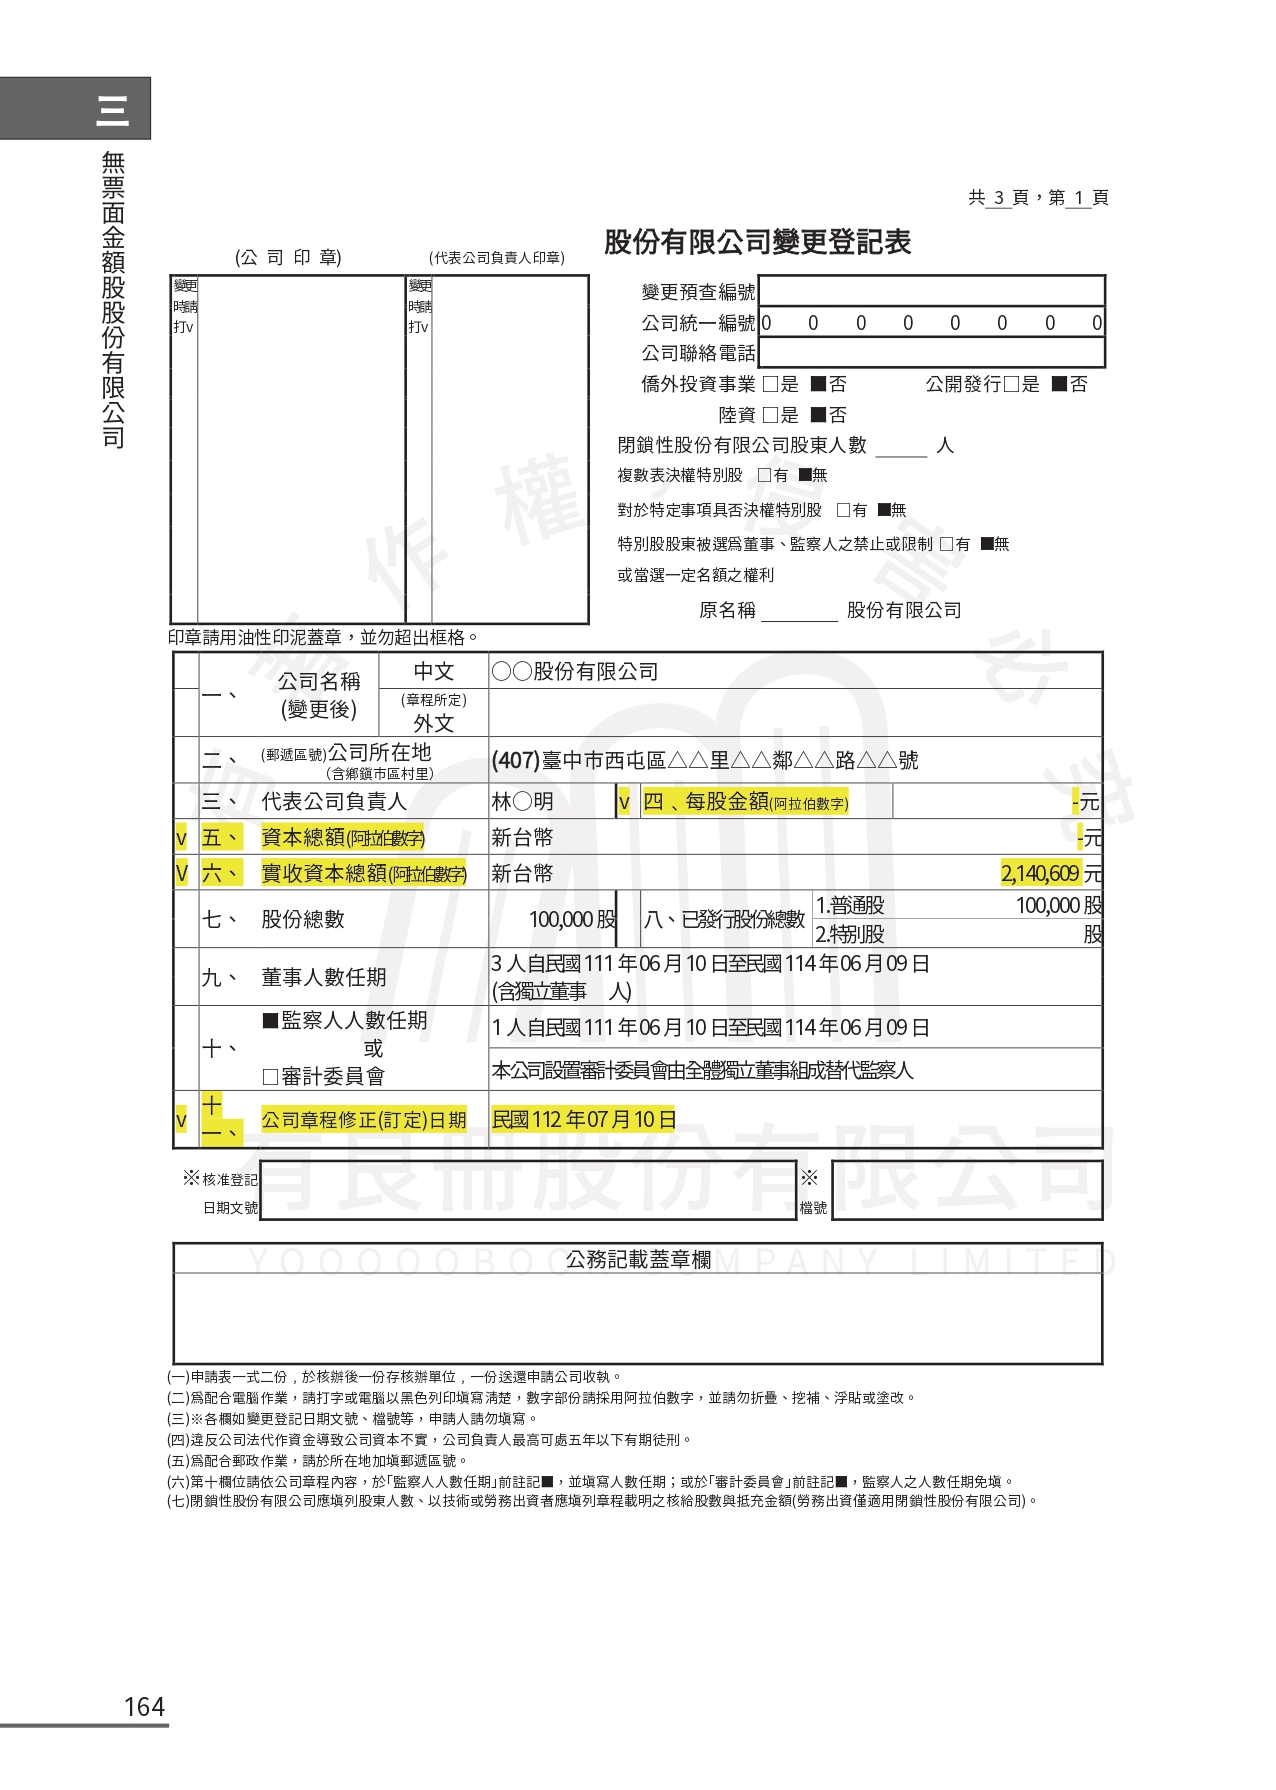 三
無票面金額股股份有限公司
共 3 頁，第 1 頁
股份有限公司變更登記表
(公 司 印 章)
(代表公司負責人印章)
變更
時請
打v
變更
時請
打v
變更預查編號
公司統一編號 0 0 0 0 0 0 0 0
公司聯絡電話
僑外投資事業 □是 ■否 公開發行□是 ■否
陸資 □是 ■否
閉鎖性股份有限公司股東人數 _____ 人
複數表決權特別股 □有 ■無
對於特定事項具否決權特別股 □有 ■無
特別股股東被選為董事、監察人之禁止或限制 □有 ■無
或當選一定名額之權利
原名稱 _______ 股份有限公司
印章請用油性印泥蓋章，並勿超出框格。
一、 公司名稱
(變更後)
中文 ○○股份有限公司
(章程所定)
外文
二、 (郵遞區號)公司所在地
(含鄉鎮市區村里)
(407)臺中市西屯區△△里△△鄰△△路△△號
三、 代表公司負責人 林○明 v 四、每股金額(阿拉伯數字) -元
v 五、 資本總額(阿拉伯數字) 新台幣 -元
V 六、 實收資本總額(阿拉伯數字) 新台幣 2,140,609 元
七、 股份總數 100,000 股 八、已發行股份總數 1.普通股 100,000 股
2.特別股 股
九、 董事人數任期 3 人自民國 111 年 06 月 10 日至民國 114 年 06 月 09 日
(含獨立董事 人)
十、 ■監察人人數任期
或
□審計委員會
1 人自民國 111 年 06 月 10 日至民國 114 年 06 月 09 日
本公司設置審計委員會由全體獨立董事組成替代監察人
v 十一、 公司章程修正(訂定)日期 民國 112 年 07 月 10 日
※核准登記
日期文號
※
檔號
公務記載蓋章欄
(一)申請表一式二份，於核辦後一份存核辦單位，一份送還申請公司收執。
(二)為配合電腦作業，請打字或電腦以黑色列印填寫清楚，數字部份請採用阿拉伯數字，並請勿折疊、挖補、浮貼或塗改。
(三)※各欄如變更登記日期文號、檔號等，申請人請勿填寫。
(四)違反公司法代作資金導致公司資本不實，公司負責人最高可處五年以下有期徒刑。
(五)為配合郵政作業，請於所在地加填郵遞區號。
(六)第十欄位請依公司章程內容，於「監察人人數任期」前註記■，並填寫人數任期；或於「審計委員會」前註記■，監察人之人數任期免填。
(七)閉鎖性股份有限公司應填列股東人數、以技術或勞務出資者應填列章程載明之核給股數與抵充金額(勞務出資僅適用閉鎖性股份有限公司)。
有著作權，侵害必究
有良冊股份有限公司
YOOOOOBOO COMPANY LIMITED
164